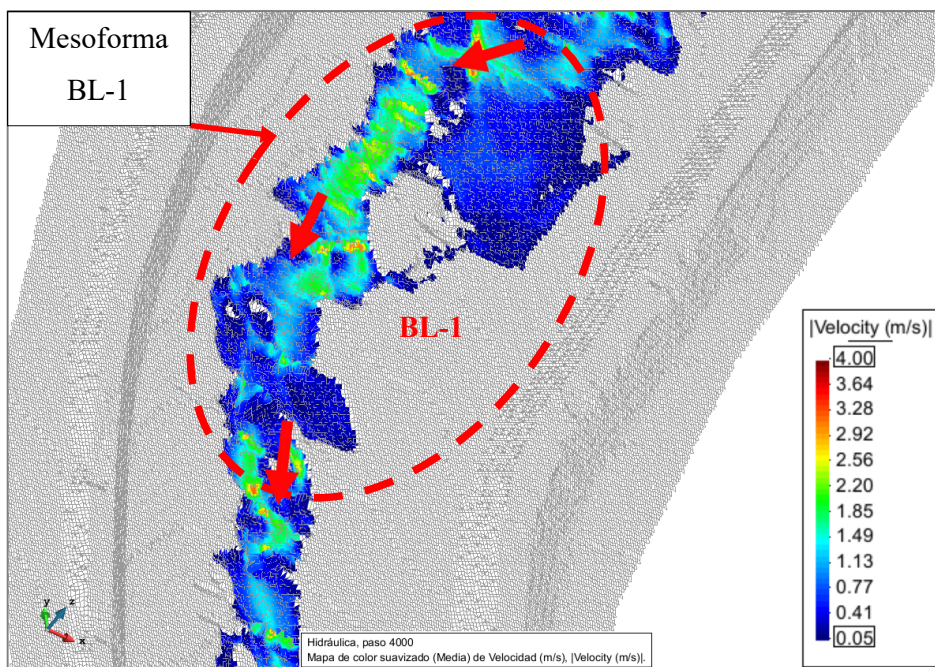 Mesoforma
BL-1
BL-1
|Velocity (m/s)|
4.00
3.64
3.28
2.92
2.56
2.20
1.85
1.49
1.13
0.77
0.41
0.05
y
z
x
Hidráulica, paso 4000
Mapa de color suavizado (Media) de Velocidad (m/s), |Velocity (m/s)|.